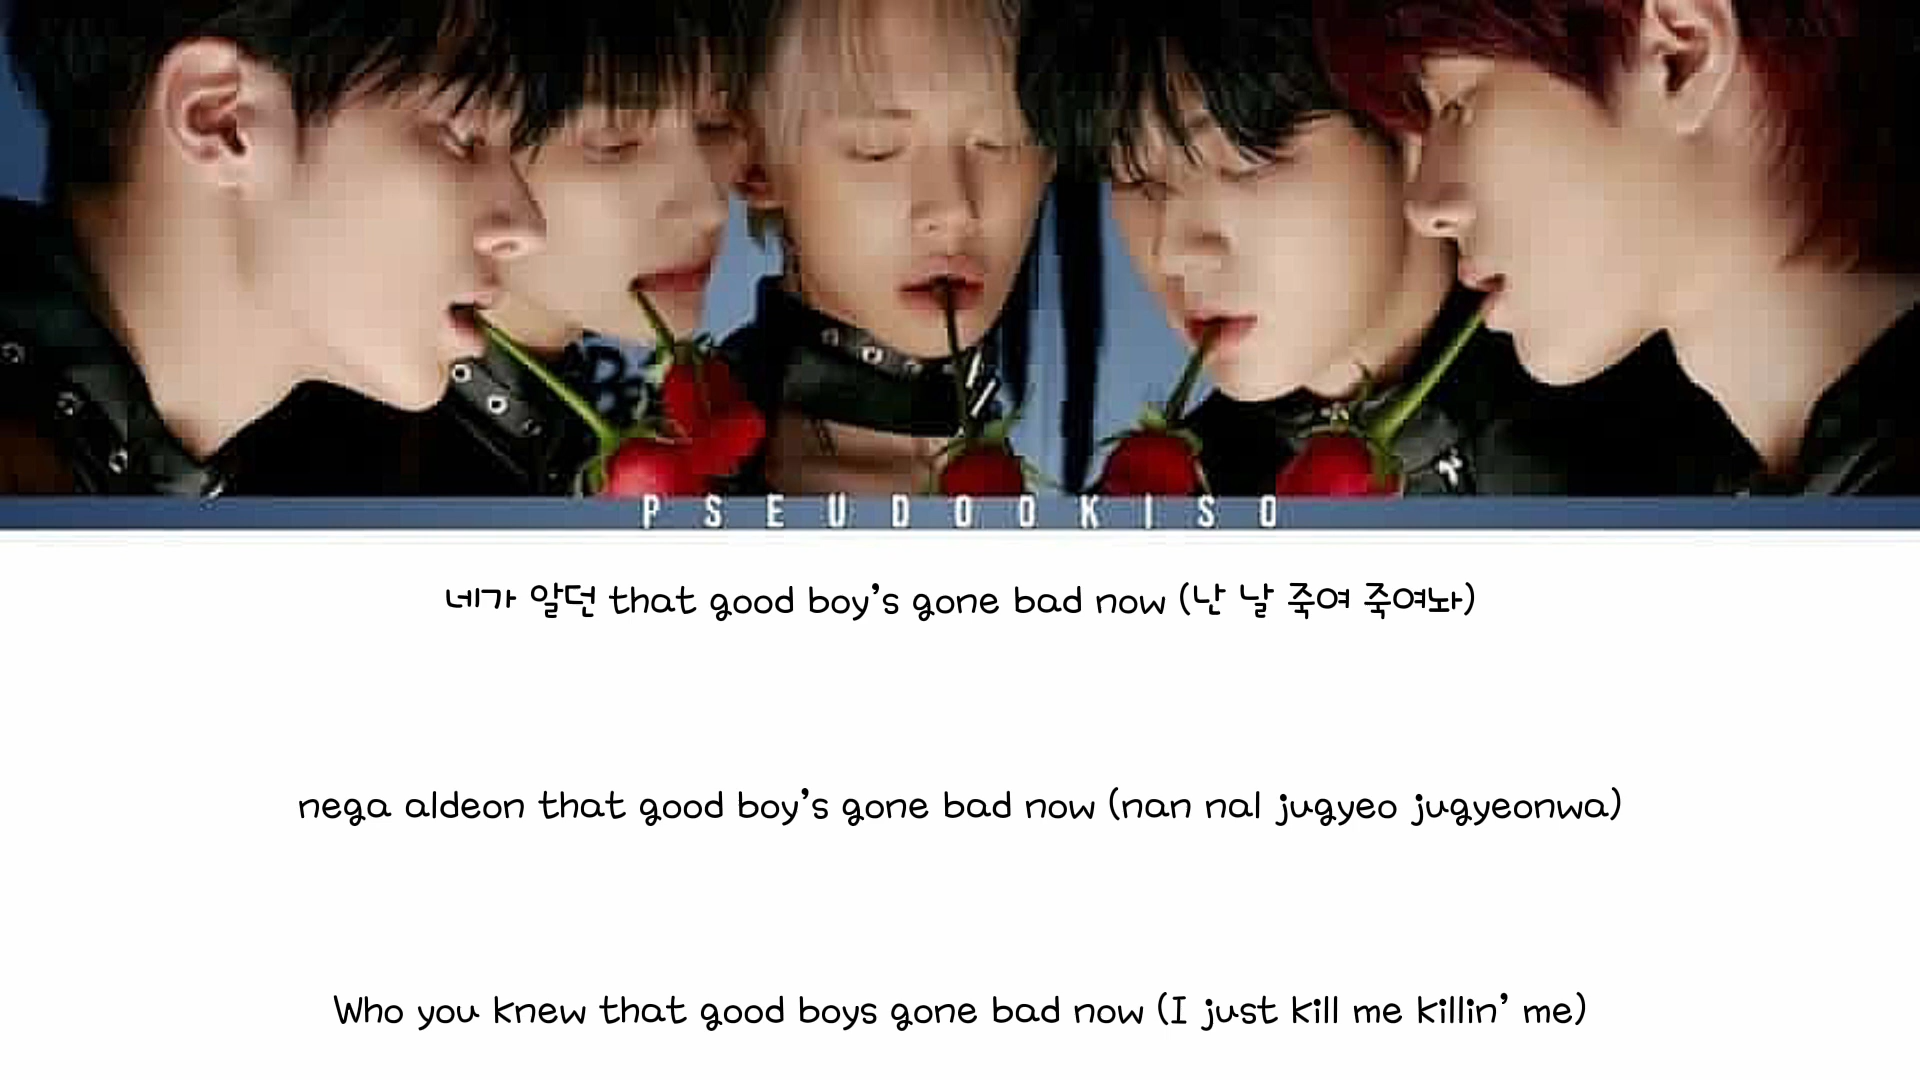 PSEUDOOKISO
네가 알던 that good boy’s gone bad now (난 날 죽여 죽여놔)
nega aldeon that good boy’s gone bad now (nan nal jugyeo jugyeonwa)
Who you knew that good boys gone bad now (I just kill me killin’ me)